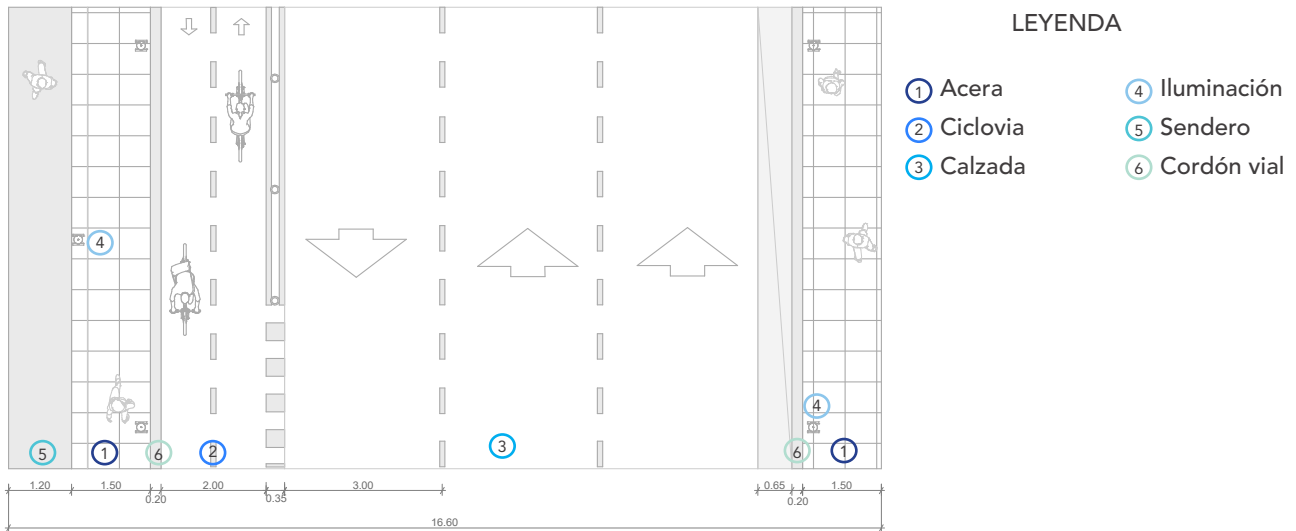 LEYENDA
1 Acera
2 Ciclovia
3 Calzada
4 Iluminación
5 Sendero
6 Cordón vial
4
4
3
5 1 6 2 6 1
1.20 1.50 0.20 2.00 0.35 3.00 0.65 0.20 1.50
16.60